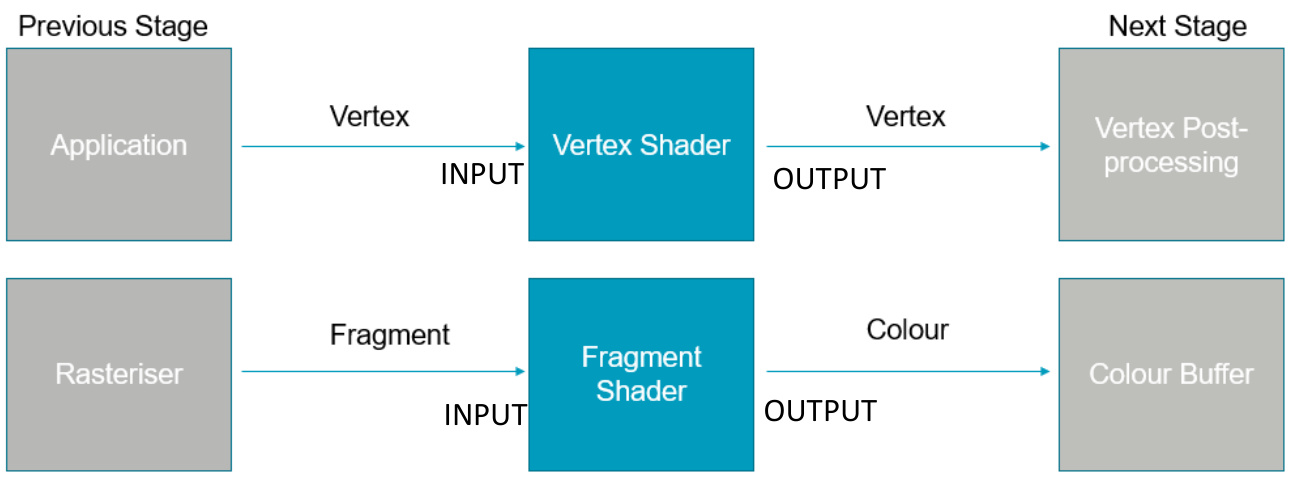 Previous Stage
Next Stage
Application
Vertex
INPUT
Vertex Shader
Vertex
OUTPUT
Vertex Post-
processing
Rasteriser
Fragment
INPUT
Fragment
Shader
Colour
OUTPUT
Colour Buffer